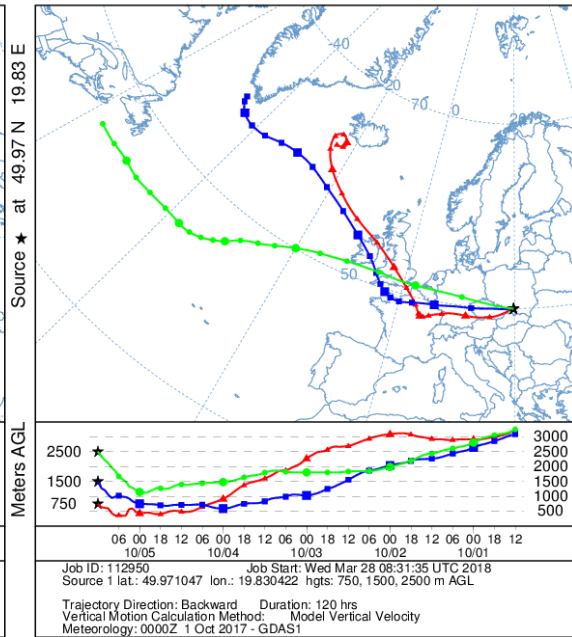 Source ★ at 49.97 N 19.83 E
-40
-20
70
0
50
Meters AGL
2500
1500
750
3000
2500
2000
1500
1000
500
06 00 18 12 06 00 18 12 06 00 18 12 06 00 18 12 06 00 18 12
10/05 10/04 10/03 10/02 10/01
Job ID: 112950 Job Start: Wed Mar 28 08:31:35 UTC 2018
Source 1 lat.: 49.971047 lon.: 19.830422 hgts: 750, 1500, 2500 m AGL
Trajectory Direction: Backward Duration: 120 hrs
Vertical Motion Calculation Method: Model Vertical Velocity
Meteorology: 0000Z 1 Oct 2017 - GDAS1